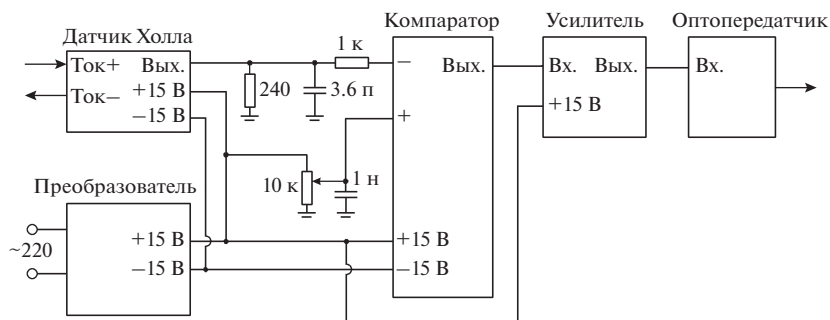 Датчик Холла
Ток+
Ток−
Вых.
+15 В
−15 В
240
3.6 п
1 к
10 к
1 н
Преобразователь
~220
+15 В
−15 В
Компаратор
−
+
Вых.
+15 В
−15 В
Усилитель
Вх.
Вых.
+15 В
Оптопередатчик
Вх.